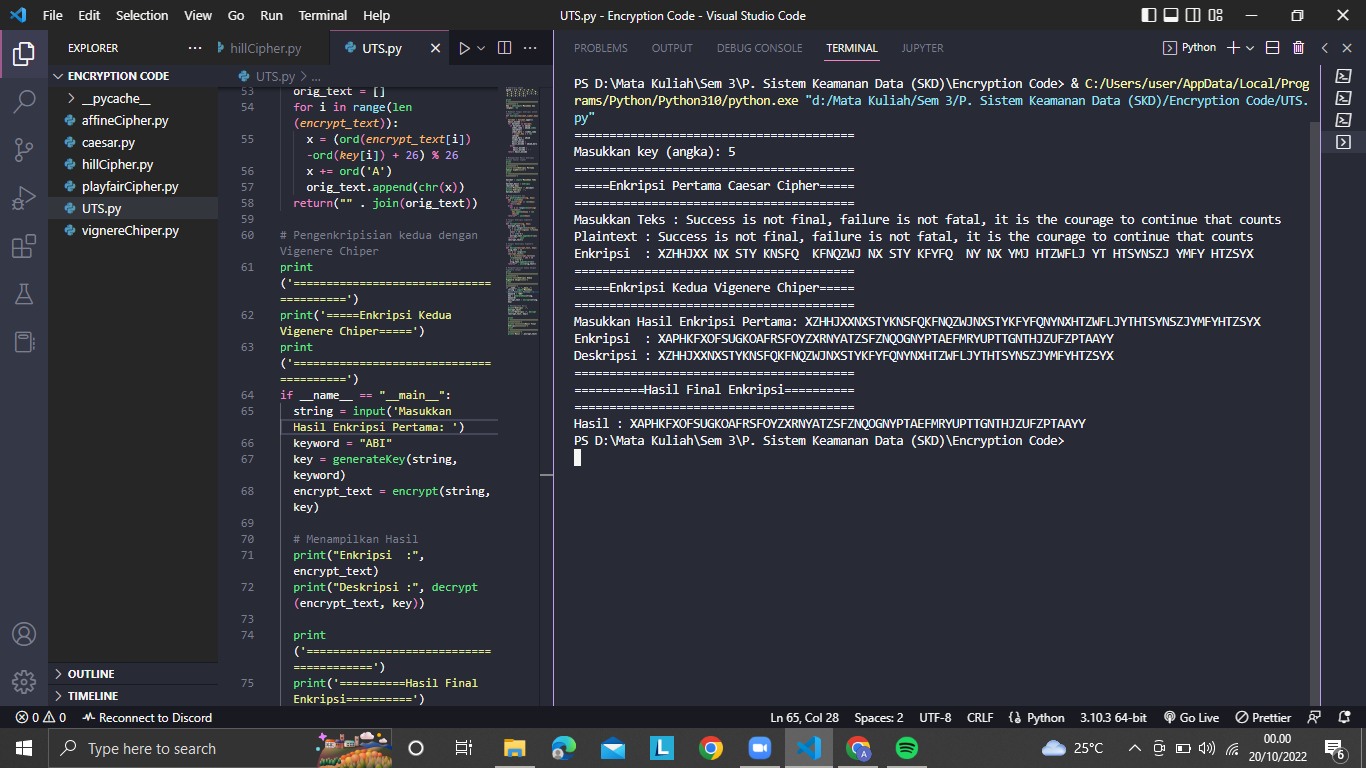 File Edit Selection View Go Run Terminal Help
UTS.py - Encryption Code - Visual Studio Code
EXPLORER ...
ENCRYPTION CODE
__pycache__
affineCipher.py
caesar.py
hillCipher.py
playfairCipher.py
UTS.py
vignereChiper.py
OUTLINE
TIMELINE
hillCipher.py UTS.py
UTS.py > ...
53 orig_text = []
54 for i in range(len
(encrypt_text)):
55 x = (ord(encrypt_text[i])
-ord(key[i]) + 26) % 26
56 x += ord('A')
57 orig_text.append(chr(x))
58 return("" . join(orig_text))
59
60 # Pengenkripisian kedua dengan
Vigenere Chiper
61 print
('==============================
==========')
62 print('=====Enkripsi Kedua
Vigenere Chiper=====')
63 print
('==============================
==========')
64 if __name__ == "__main__":
65 string = input('Masukkan
Hasil Enkripsi Pertama: ')
66 keyword = "ABI"
67 key = generateKey(string,
keyword)
68 encrypt_text = encrypt(string,
key)
69
70 # Menampilkan Hasil
71 print("Enkripsi  :",
encrypt_text)
72 print("Deskripsi :", decrypt
(encrypt_text, key))
73
74 print
('============================
============')
75 print('==========Hasil Final
Enkripsi==========')
PROBLEMS OUTPUT DEBUG CONSOLE TERMINAL JUPYTER
Python
PS D:\Mata Kuliah\Sem 3\P. Sistem Keamanan Data (SKD)\Encryption Code> & C:/Users/user/AppData/Local/Prog
rams/Python/Python310/python.exe "d:/Mata Kuliah/Sem 3/P. Sistem Keamanan Data (SKD)/Encryption Code/UTS.
py"
========================================
Masukkan key (angka): 5
========================================
=====Enkripsi Pertama Caesar Cipher=====
========================================
Masukkan Teks : Success is not final, failure is not fatal, it is the courage to continue that counts
Plaintext : Success is not final, failure is not fatal, it is the courage to continue that counts
Enkripsi  : XZHHJXX NX STY KNSFQ  KFNQZWJ NX STY KFYFQ  NY NX YMJ HTZWFLJ YT HTSYNSZJ YMFY HTZSYX
========================================
=====Enkripsi Kedua Vigenere Chiper=====
========================================
Masukkan Hasil Enkripsi Pertama: XZHHJXXNXSTYKNSFQKFNQZWJNXSTYKFYFQNYNXHTZWFLJYTHTSYNSZJYMFYHTZSYX
Enkripsi  : XAPHKFXOFSUGKOAFRSFOYZXRNYATZSFZNQOGNYPTAEFMRYUPTTGNTHJZUFZPTAAYY
Deskripsi : XZHHJXXNXSTYKNSFQKFNQZWJNXSTYKFYFQNYNXHTZWFLJYTHTSYNSZJYMFYHTZSYX
========================================
==========Hasil Final Enkripsi==========
========================================
Hasil : XAPHKFXOFSUGKOAFRSFOYZXRNYATZSFZNQOGNYPTAEFMRYUPTTGNTHJZUFZPTAAYY
PS D:\Mata Kuliah\Sem 3\P. Sistem Keamanan Data (SKD)\Encryption Code>
0 0 Reconnect to Discord
Ln 65, Col 28 Spaces: 2 UTF-8 CRLF Python 3.10.3 64-bit Go Live Prettier
Type here to search
25°C
00.00
20/10/2022
6